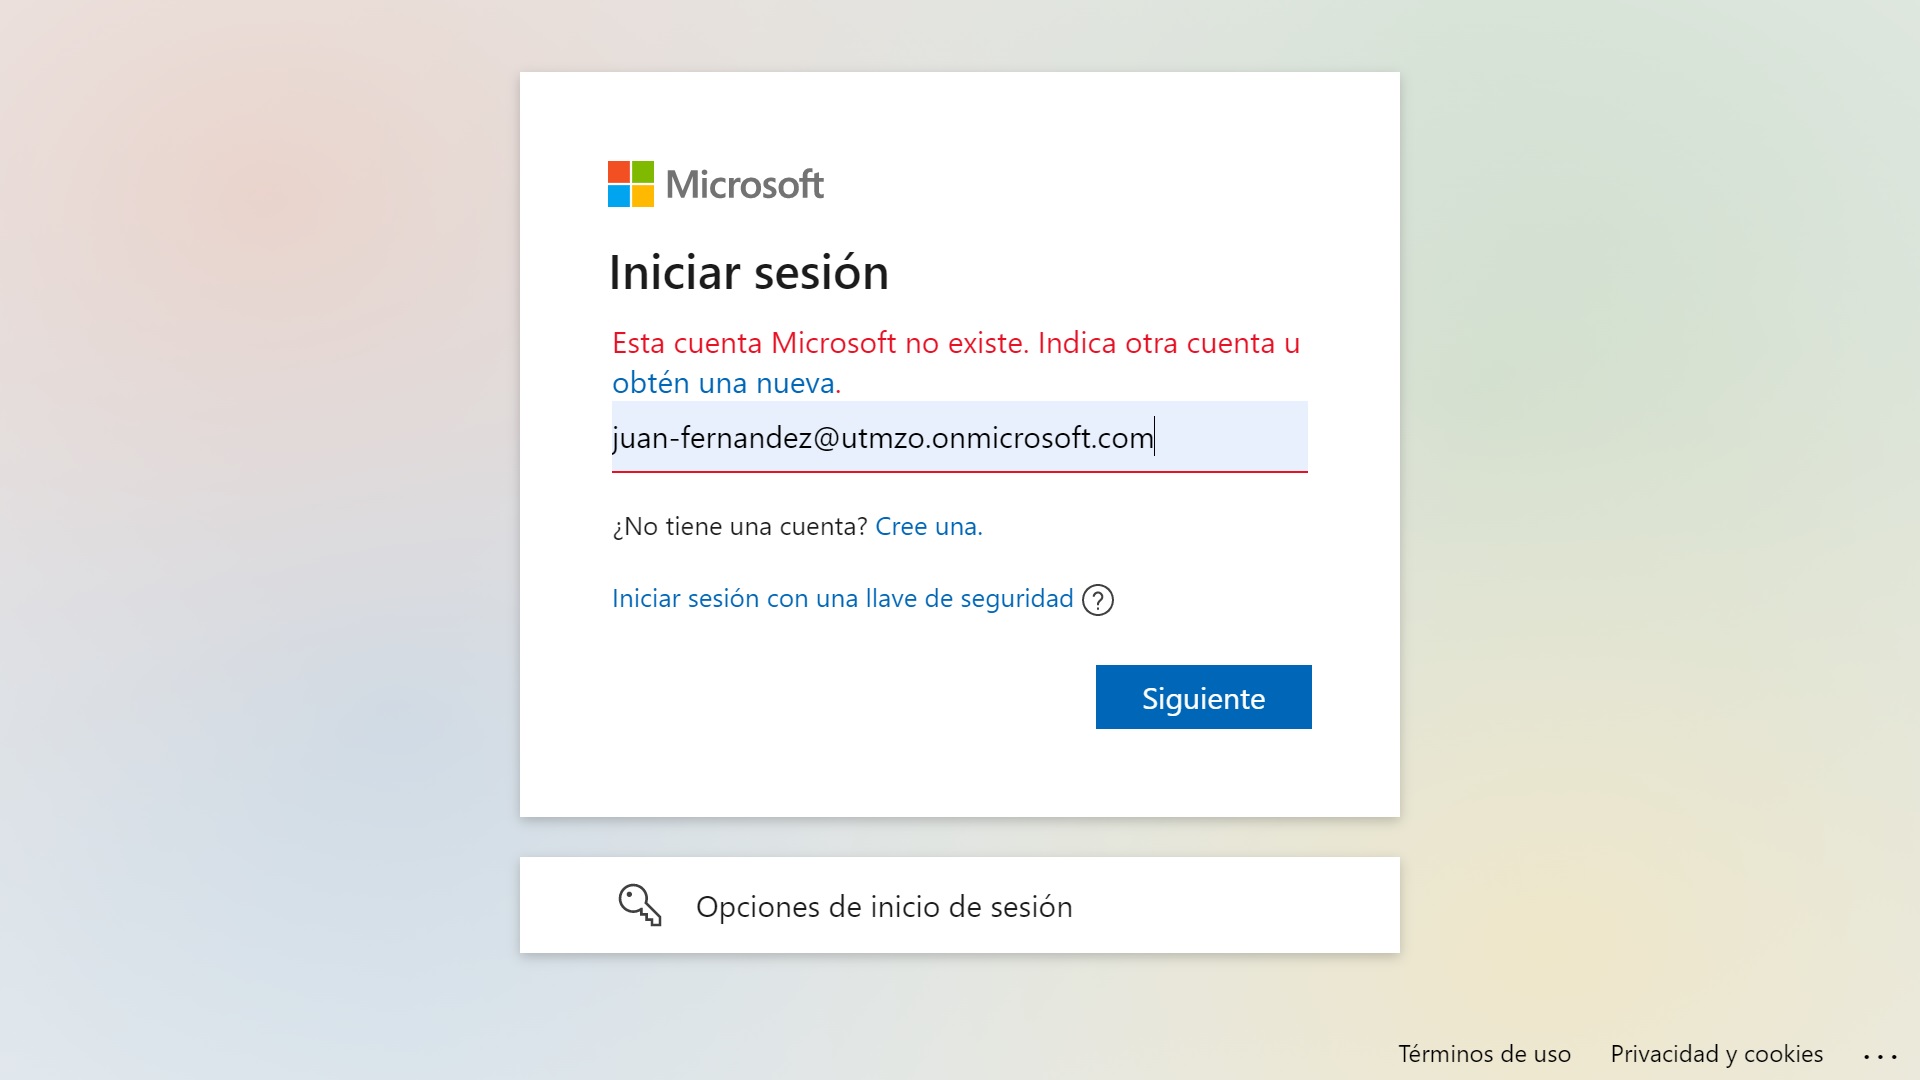 Microsoft
Iniciar sesión
Esta cuenta Microsoft no existe. Indica otra cuenta u
obtén una nueva.
juan-fernandez@utmzo.onmicrosoft.com
¿No tiene una cuenta? Cree una.
Iniciar sesión con una llave de seguridad ?
Siguiente
Opciones de inicio de sesión
Términos de uso Privacidad y cookies ...